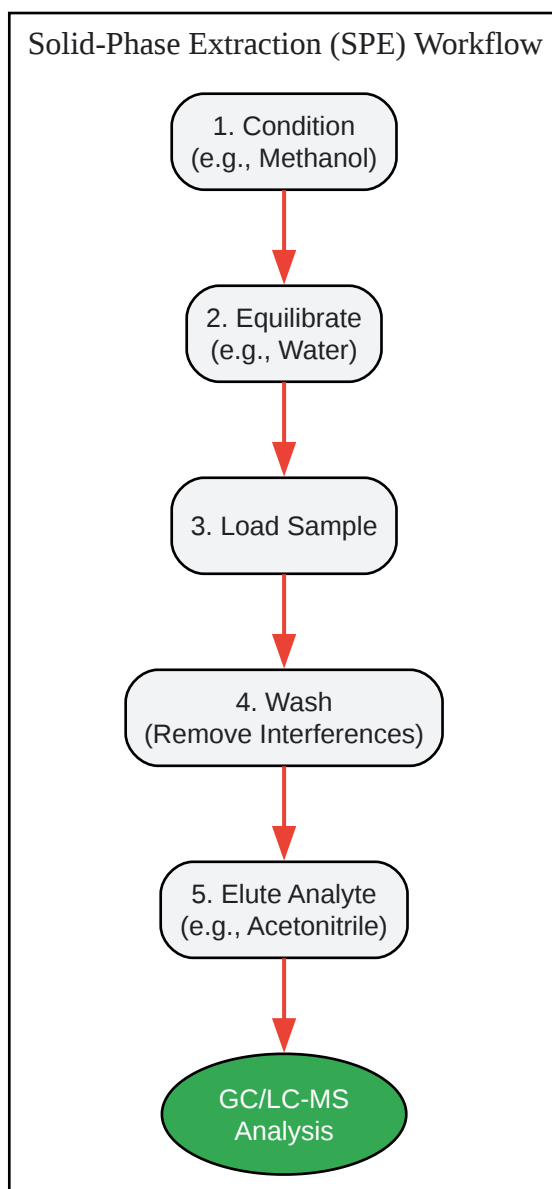 Solid-Phase Extraction (SPE) Workflow
1. Condition
(e.g., Methanol)
2. Equilibrate
(e.g., Water)
3. Load Sample
4. Wash
(Remove Interferences)
5. Elute Analyte
(e.g., Acetonitrile)
GC/LC-MS
Analysis